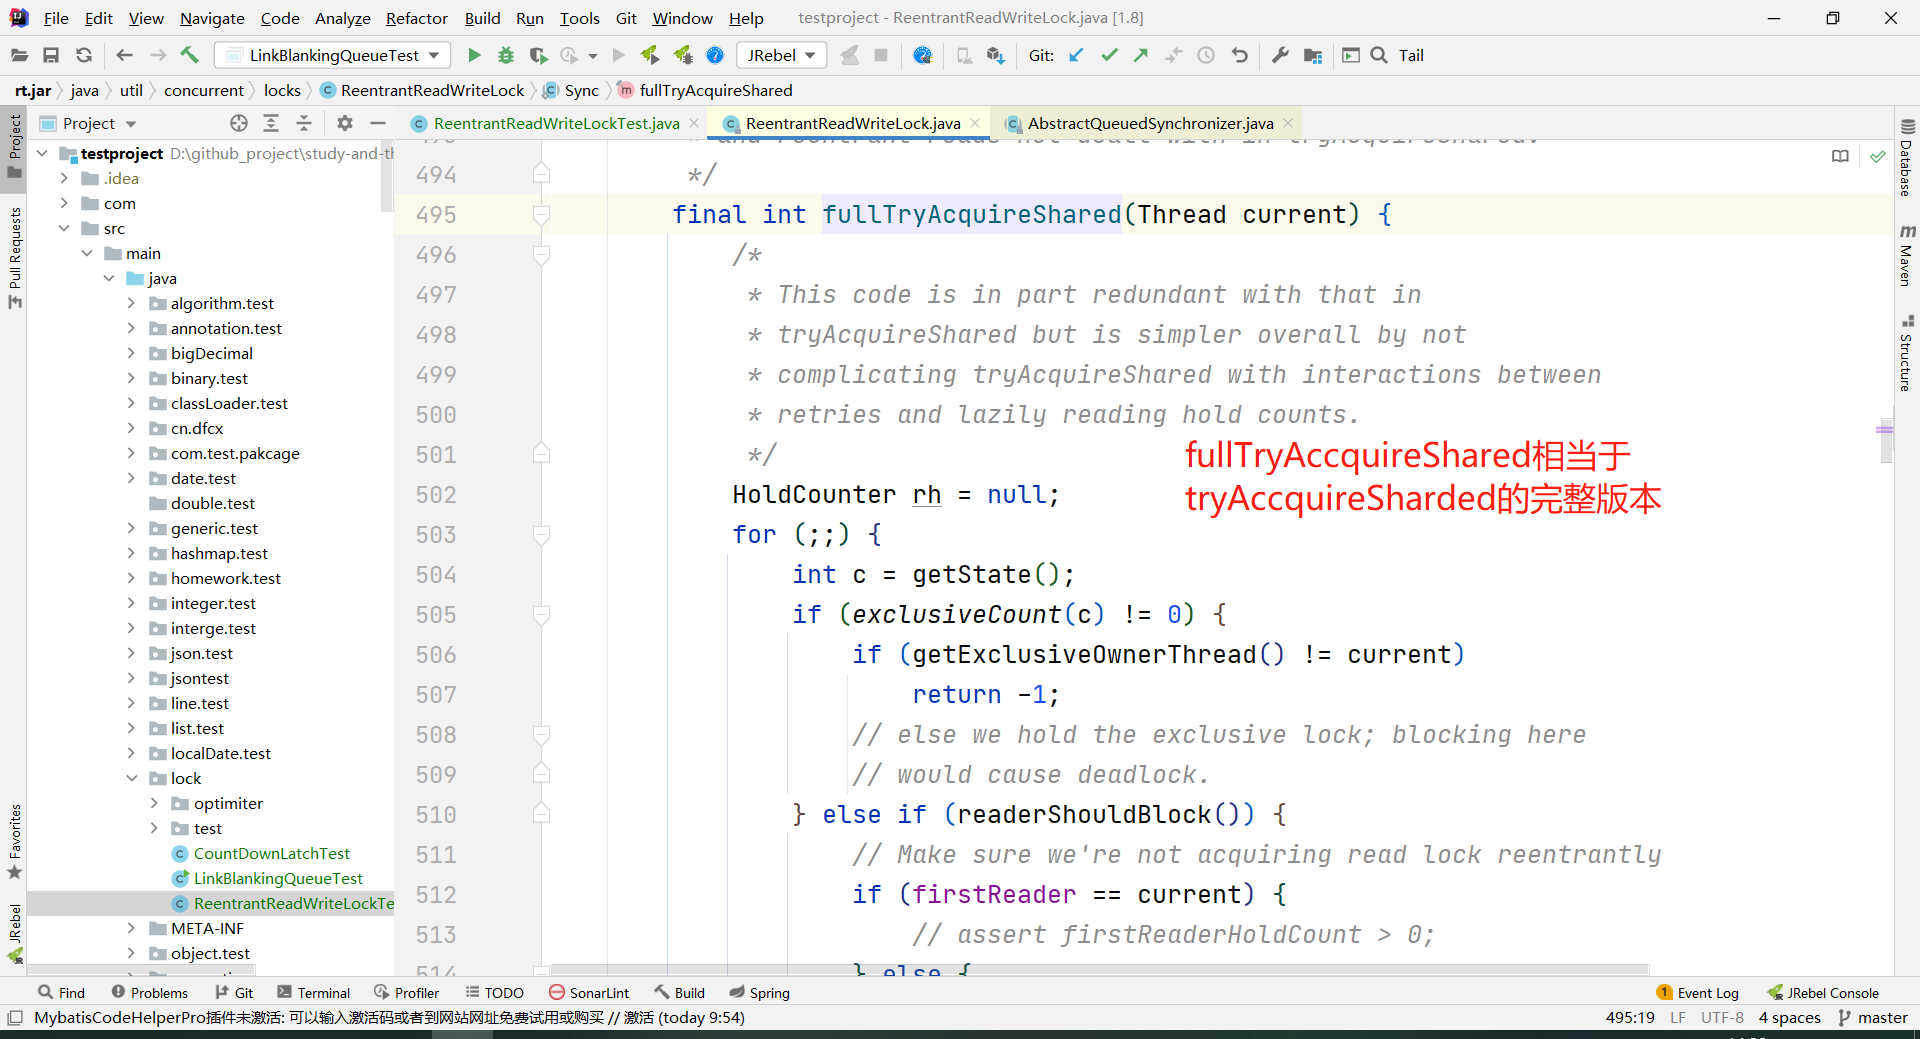 File Edit View Navigate Code Analyze Refactor Build Run Tools Git Window Help testproject - ReentrantReadWriteLock.java [1.8]
LinkBlankingQueueTest JRebel Git: Tail
rt.jar java util concurrent locks ReentrantReadWriteLock Sync fullTryAcquireShared
Project ReentrantReadWriteLockTest.java ReentrantReadWriteLock.java AbstractQueuedSynchronizer.java
Project
Pull Requests
Favorites
JRebel
testproject D:\github_project\study-and-th
.idea
com
src
main
java
algorithm.test
annotation.test
bigDecimal
binary.test
classLoader.test
cn.dfcx
com.test.pakcage
date.test
double.test
generic.test
hashmap.test
homework.test
integer.test
interge.test
json.test
jsontest
line.test
list.test
localDate.test
lock
optimiter
test
CountDownLatchTest
LinkBlankingQueueTest
ReentrantReadWriteLockTe
META-INF
object.test
494 */
495 final int fullTryAcquireShared(Thread current) {
496 /*
497 * This code is in part redundant with that in
498 * tryAcquireShared but is simpler overall by not
499 * complicating tryAcquireShared with interactions between
500 * retries and lazily reading hold counts.
501 */
502 HoldCounter rh = null;
503 for (;;) {
504 int c = getState();
505 if (exclusiveCount(c) != 0) {
506 if (getExclusiveOwnerThread() != current)
507 return -1;
508 // else we hold the exclusive lock; blocking here
509 // would cause deadlock.
510 } else if (readerShouldBlock()) {
511 // Make sure we're not acquiring read lock reentrantly
512 if (firstReader == current) {
513 // assert firstReaderHoldCount > 0;
514 } else {
fullTryAccquireShared相当于
tryAccquireSharded的完整版本
Database
Maven
Structure
Find Problems Git Terminal Profiler TODO SonarLint Build Spring 1 Event Log JRebel Console
MybatisCodeHelperPro插件未激活: 可以输入激活码或者到网站网址免费试用或购买 // 激活 (today 9:54) 495:19 LF UTF-8 4 spaces master